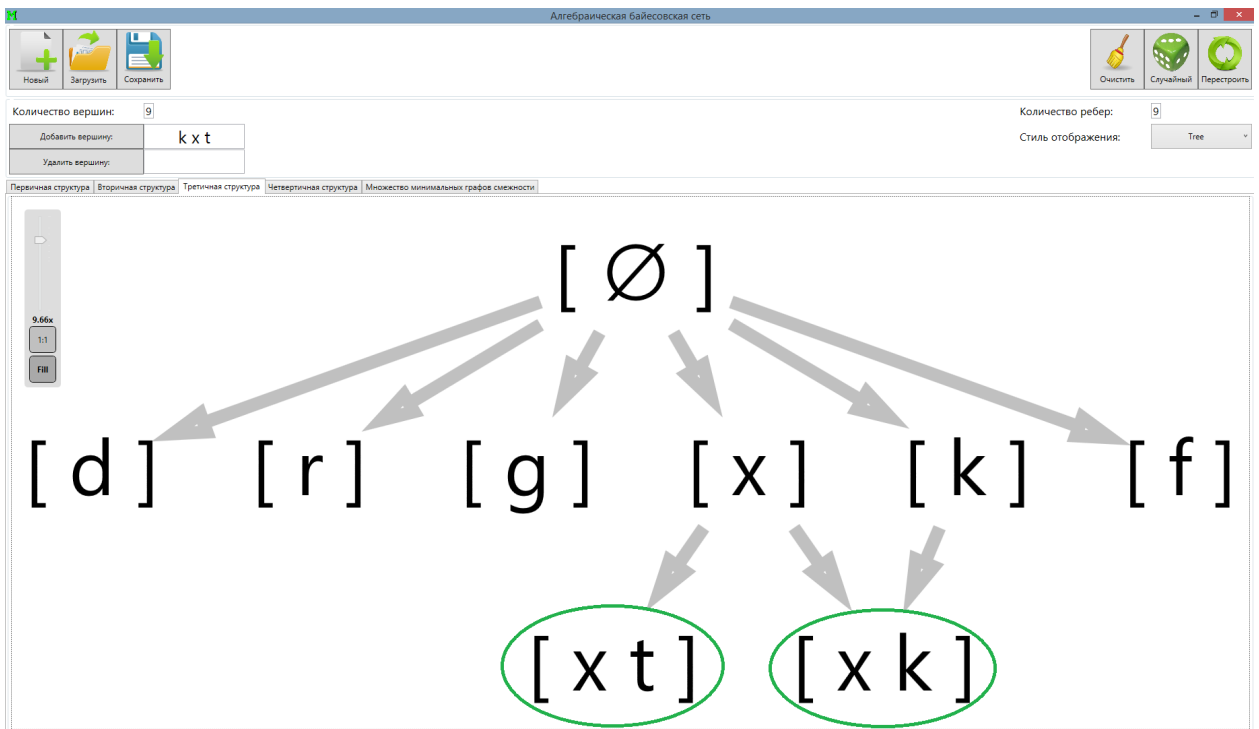 Алгебраическая байесовская сеть
Новый Загрузить Сохранить Очистить Случайный Перестроить
Количество вершин: 9 Количество ребер: 9
Добавить вершину: k x t Стиль отображения: Tree
Удалить вершину:
Первичная структура Вторичная структура Третичная структура Четвертичная структура Множество минимальных графов смежности
[ ∅ ]
9.66x
1:1
Fill
[ d ] [ r ] [ g ] [ x ] [ k ] [ f ]
[ x t ] [ x k ]